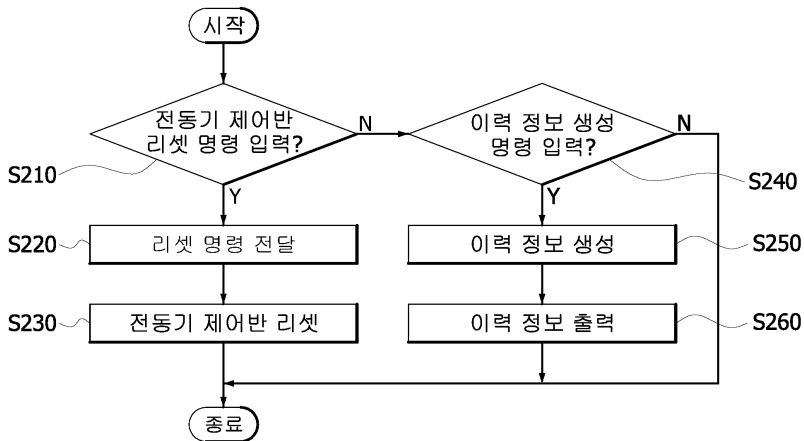 시작
전동기 제어반
리셋 명령 입력?
N
이력 정보 생성
명령 입력?
N
S210
Y
Y
S240
S220
리셋 명령 전달
이력 정보 생성
S250
S230
전동기 제어반 리셋
이력 정보 출력
S260
종료